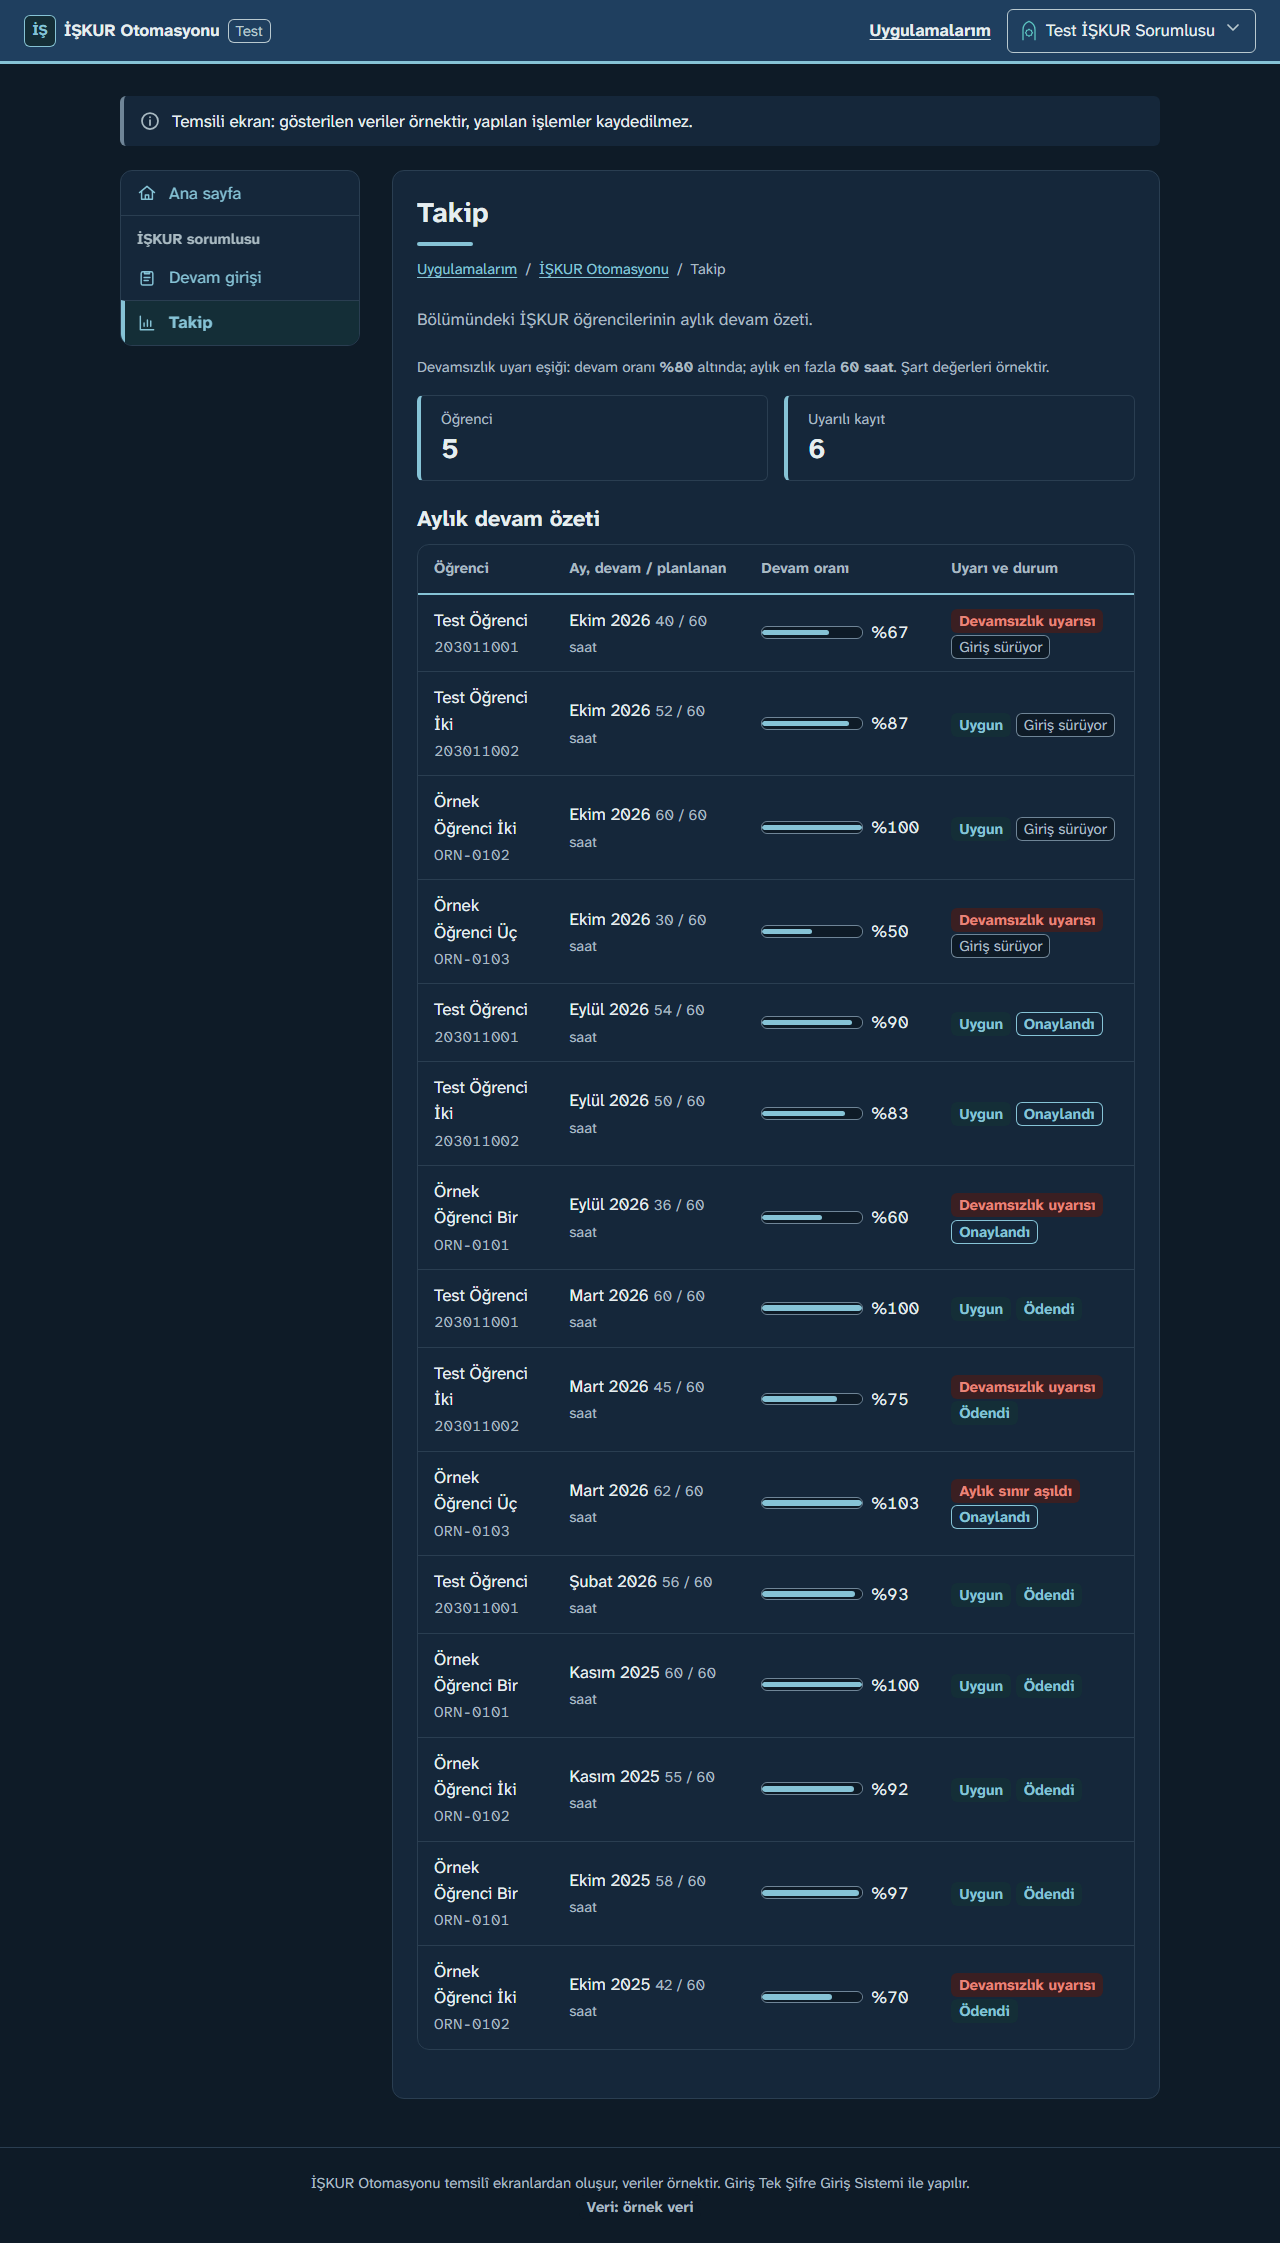 İŞ İŞKUR Otomasyonu Test
Uygulamalarım
Test İŞKUR Sorumlusu
Temsili ekran: gösterilen veriler örnektir, yapılan işlemler kaydedilmez.
Ana sayfa
İŞKUR sorumlusu
Devam girişi
Takip
Takip
Uygulamalarım / İŞKUR Otomasyonu / Takip
Bölümündeki İŞKUR öğrencilerinin aylık devam özeti.
Devamsızlık uyarı eşiği: devam oranı %80 altında; aylık en fazla 60 saat. Şart değerleri örnektir.
Öğrenci
5
Uyarılı kayıt
6
Aylık devam özeti
Öğrenci Ay, devam / planlanan Devam oranı Uyarı ve durum
Test Öğrenci
203011001
Ekim 2026 40 / 60
saat
%67
Devamsızlık uyarısı
Giriş sürüyor
Test Öğrenci
İki
203011002
Ekim 2026 52 / 60
saat
%87
Uygun Giriş sürüyor
Örnek
Öğrenci İki
ORN-0102
Ekim 2026 60 / 60
saat
%100
Uygun Giriş sürüyor
Örnek
Öğrenci Üç
ORN-0103
Ekim 2026 30 / 60
saat
%50
Devamsızlık uyarısı
Giriş sürüyor
Test Öğrenci
203011001
Eylül 2026 54 / 60
saat
%90
Uygun Onaylandı
Test Öğrenci
İki
203011002
Eylül 2026 50 / 60
saat
%83
Uygun Onaylandı
Örnek
Öğrenci Bir
ORN-0101
Eylül 2026 36 / 60
saat
%60
Devamsızlık uyarısı
Onaylandı
Test Öğrenci
203011001
Mart 2026 60 / 60
saat
%100
Uygun Ödendi
Test Öğrenci
İki
203011002
Mart 2026 45 / 60
saat
%75
Devamsızlık uyarısı
Ödendi
Örnek
Öğrenci Üç
ORN-0103
Mart 2026 62 / 60
saat
%103
Aylık sınır aşıldı
Onaylandı
Test Öğrenci
203011001
Şubat 2026 56 / 60
saat
%93
Uygun Ödendi
Örnek
Öğrenci Bir
ORN-0101
Kasım 2025 60 / 60
saat
%100
Uygun Ödendi
Örnek
Öğrenci İki
ORN-0102
Kasım 2025 55 / 60
saat
%92
Uygun Ödendi
Örnek
Öğrenci Bir
ORN-0101
Ekim 2025 58 / 60
saat
%97
Uygun Ödendi
Örnek
Öğrenci İki
ORN-0102
Ekim 2025 42 / 60
saat
%70
Devamsızlık uyarısı
Ödendi
İŞKUR Otomasyonu temsilî ekranlardan oluşur, veriler örnektir. Giriş Tek Şifre Giriş Sistemi ile yapılır.
Veri: örnek veri